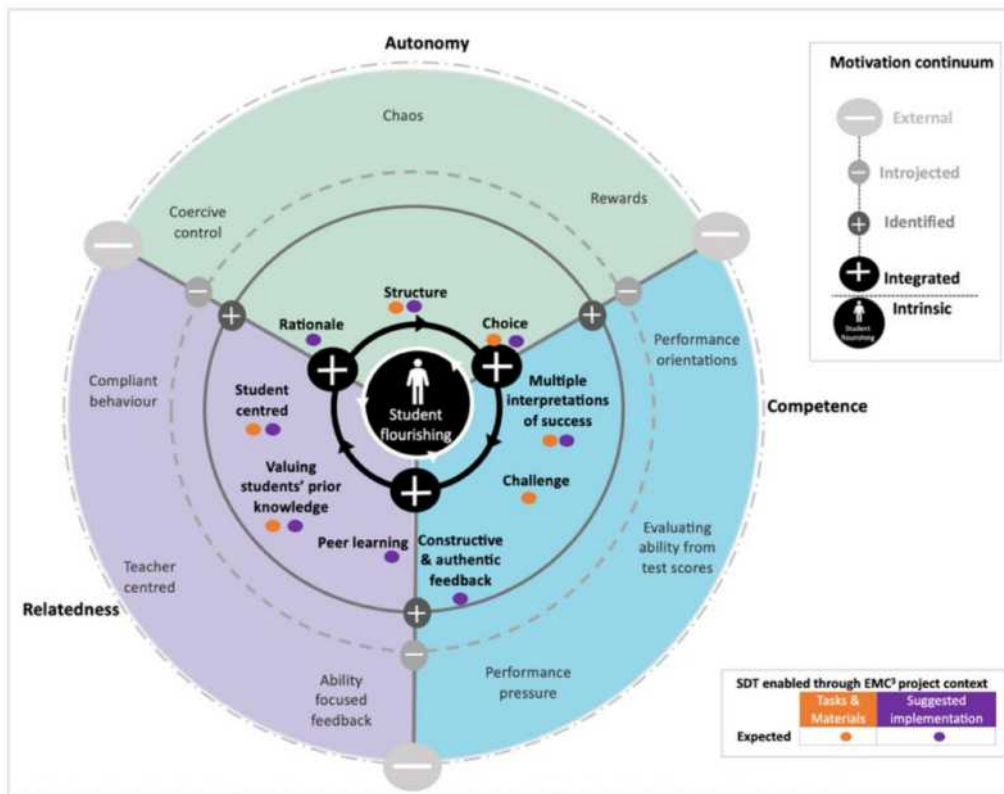 Autonomy
Chaos
Coercive
control
Rewards
Structure
Rationale
Choice
Compliant
behaviour
Student
centred
Student
flourishing
Multiple
interpretations
of success
Performance
orientations
Competence
Valuing
students' prior
knowledge
Challenge
Peer learning
Constructive
& authentic
feedback
Evaluating
ability from
test scores
Teacher
centred
Relatedness
Ability
focused
feedback
Performance
pressure
Motivation continuum
External
Introjected
Identified
Integrated
Intrinsic
Student
flourishing
SDT enabled through EMC³ project context
Tasks &
Materials
Suggested
implementation
Expected